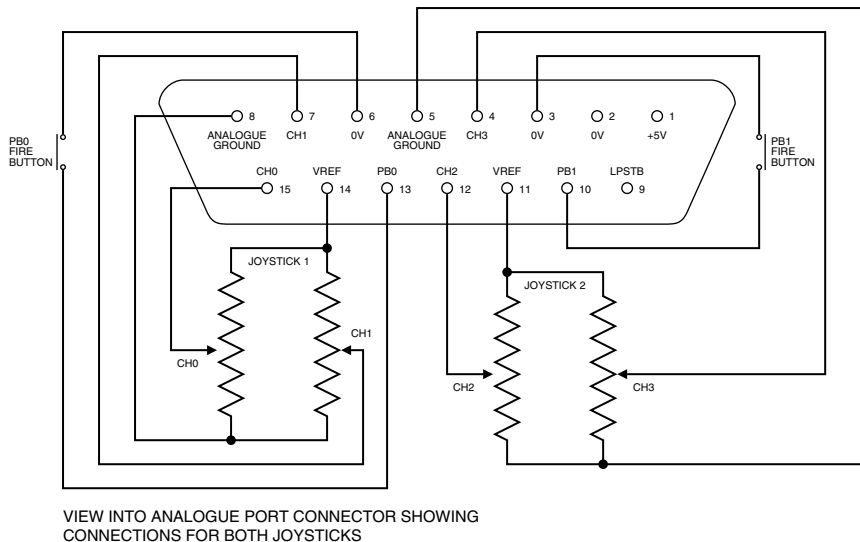 8
7
6
5
4
3
2
1
ANALOGUE
GROUND
CH1
0V
ANALOGUE
GROUND
CH3
0V
0V
+5V
PB0
FIRE
BUTTON
PB1
FIRE
BUTTON
CH0
VREF
PB0
CH2
VREF
PB1
LPSTB
15
14
13
12
11
10
9
JOYSTICK 1
JOYSTICK 2
CH1
CH0
CH2
CH3
VIEW INTO ANALOGUE PORT CONNECTOR SHOWING
CONNECTIONS FOR BOTH JOYSTICKS